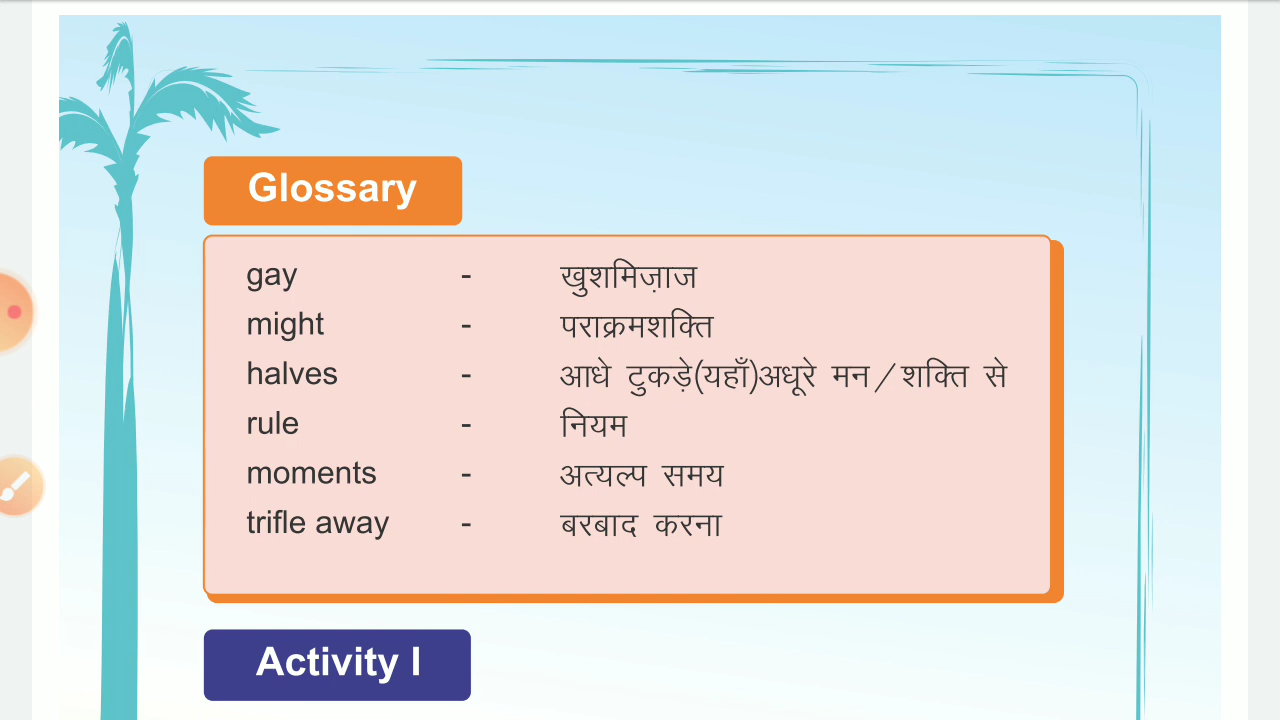 Glossary
gay - खुशमिज़ाज
might - पराक्रमशक्ति
halves - आधे टुकड़े(यहाँ)अधूरे मन/शक्ति से
rule - नियम
moments - अत्यल्प समय
trifle away - बरबाद करना
Activity I